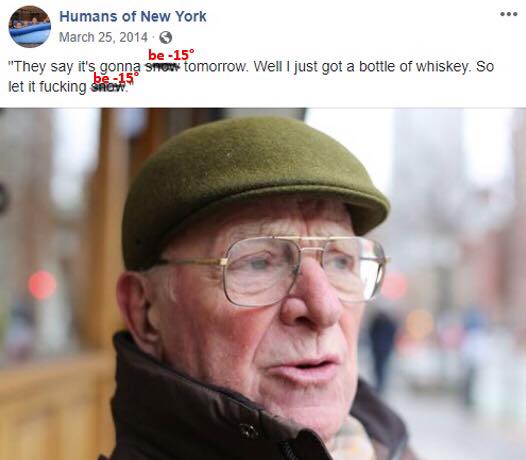 Humans of New York
March 25, 2014 ·
be -15°
"They say it's gonna snow tomorrow. Well I just got a bottle of whiskey. So
be -15°
let it fucking snow."